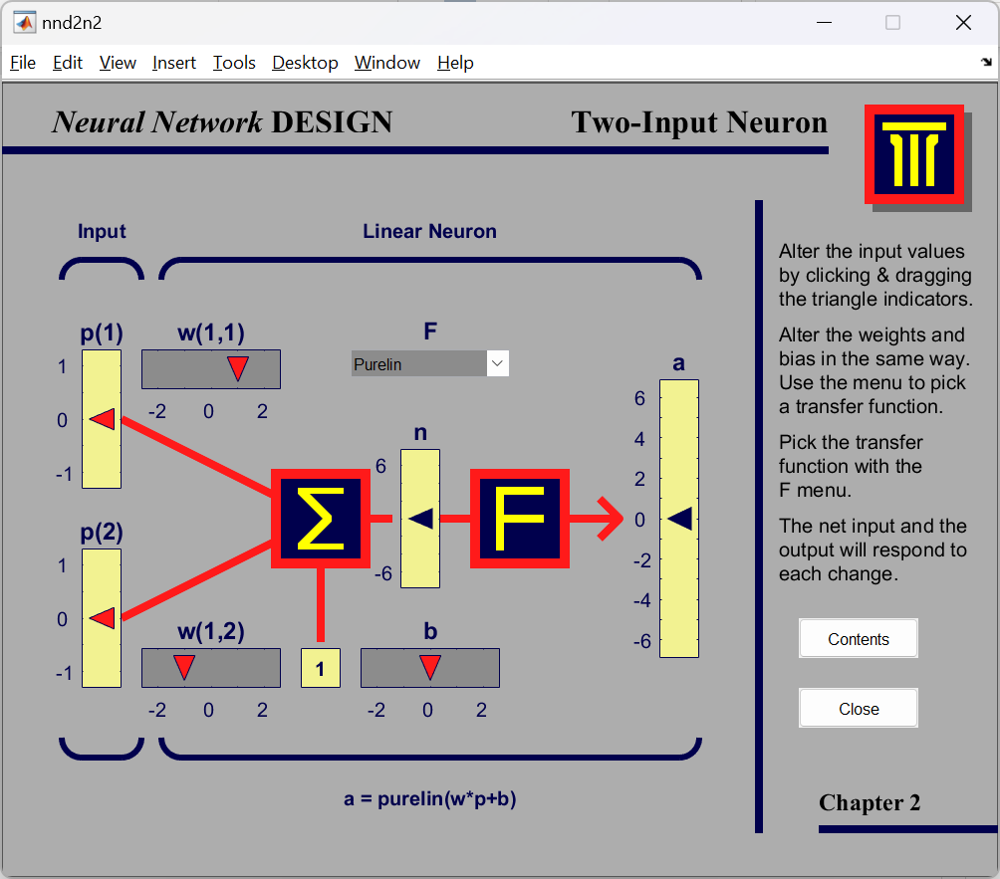 nnd2n2
File Edit View Insert Tools Desktop Window Help
Neural Network DESIGN
Two-Input Neuron
Input
Linear Neuron
p(1)
1
0
-1
w(1,1)
-2 0 2
F
Purelin
a
6
4
2
0
-2
-4
-6
n
6
-6
Σ
F
p(2)
1
0
-1
w(1,2)
-2 0 2
1
b
-2 0 2
a = purelin(w*p+b)
Alter the input values
by clicking & dragging
the triangle indicators.
Alter the weights and
bias in the same way.
Use the menu to pick
a transfer function.
Pick the transfer
function with the
F menu.
The net input and the
output will respond to
each change.
Contents
Close
Chapter 2